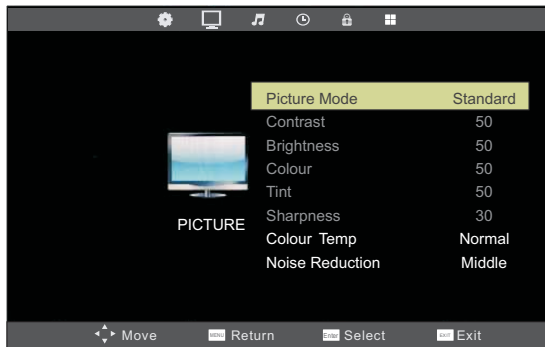 Picture Mode Standard
Contrast 50
Brightness 50
Colour 50
Tint 50
Sharpness 30
PICTURE
Colour Temp Normal
Noise Reduction Middle
Move MENU Return Enter Select EXIT Exit